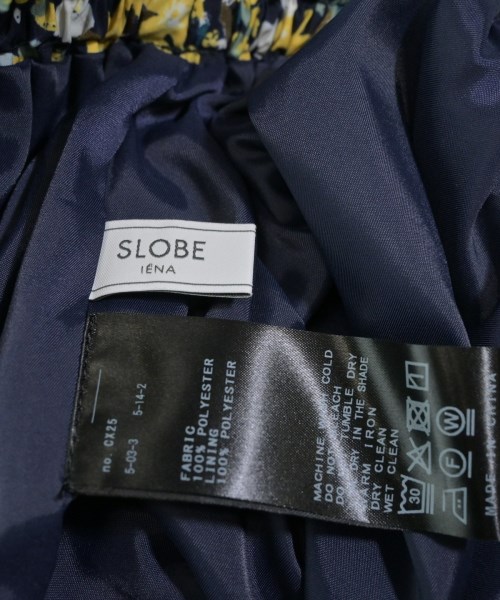 SLOBE
IÉNA
no. CX25
5-03-3 5-14-2
FABRIC
100% POLYESTER
LINING
100% POLYESTER
MACHINE WASH COLD
DO NOT BLEACH
DO NOT TUMBLE DRY
DRY IN THE SHADE
WARM IRON
DRY CLEAN
WET CLEAN
30
F
W
MADE IN CHINA